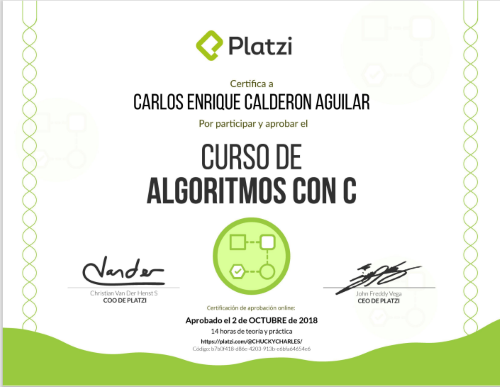 Platzi
Certifica a
CARLOS ENRIQUE CALDERON AGUILAR
Por participar y aprobar el
CURSO DE
ALGORITMOS CON C
Christian Van Der Henst S
COO DE PLATZI
John Freddy Vega
CEO DE PLATZI
Certificación de aprobación online:
Aprobado el 2 de OCTUBRE de 2018
14 horas de teoría y práctica
https://platzi.com/@CHUCKYCHARLES/
Código: